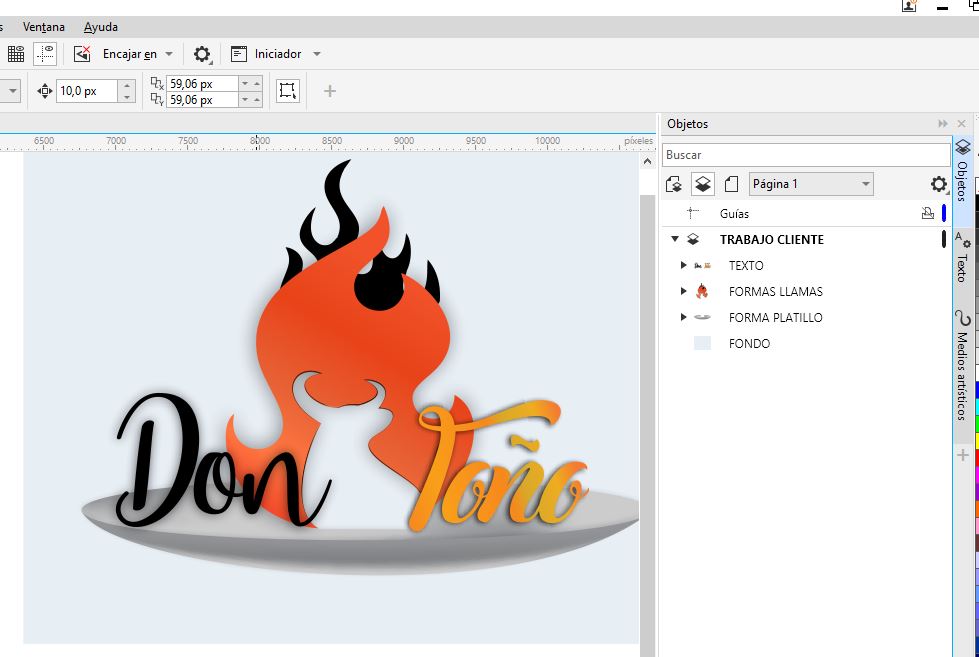 Ventana Ayuda
Encajar en Iniciador
10,0 px
59,06 px
59,06 px
6500 7000 7500 8000 8500 9000 9500 10000 píxeles
Objetos
Buscar
Página 1
Guías
TRABAJO CLIENTE
TEXTO
FORMAS LLAMAS
FORMA PLATILLO
FONDO
Objetos
Texto
Medios artísticos
Don Toño